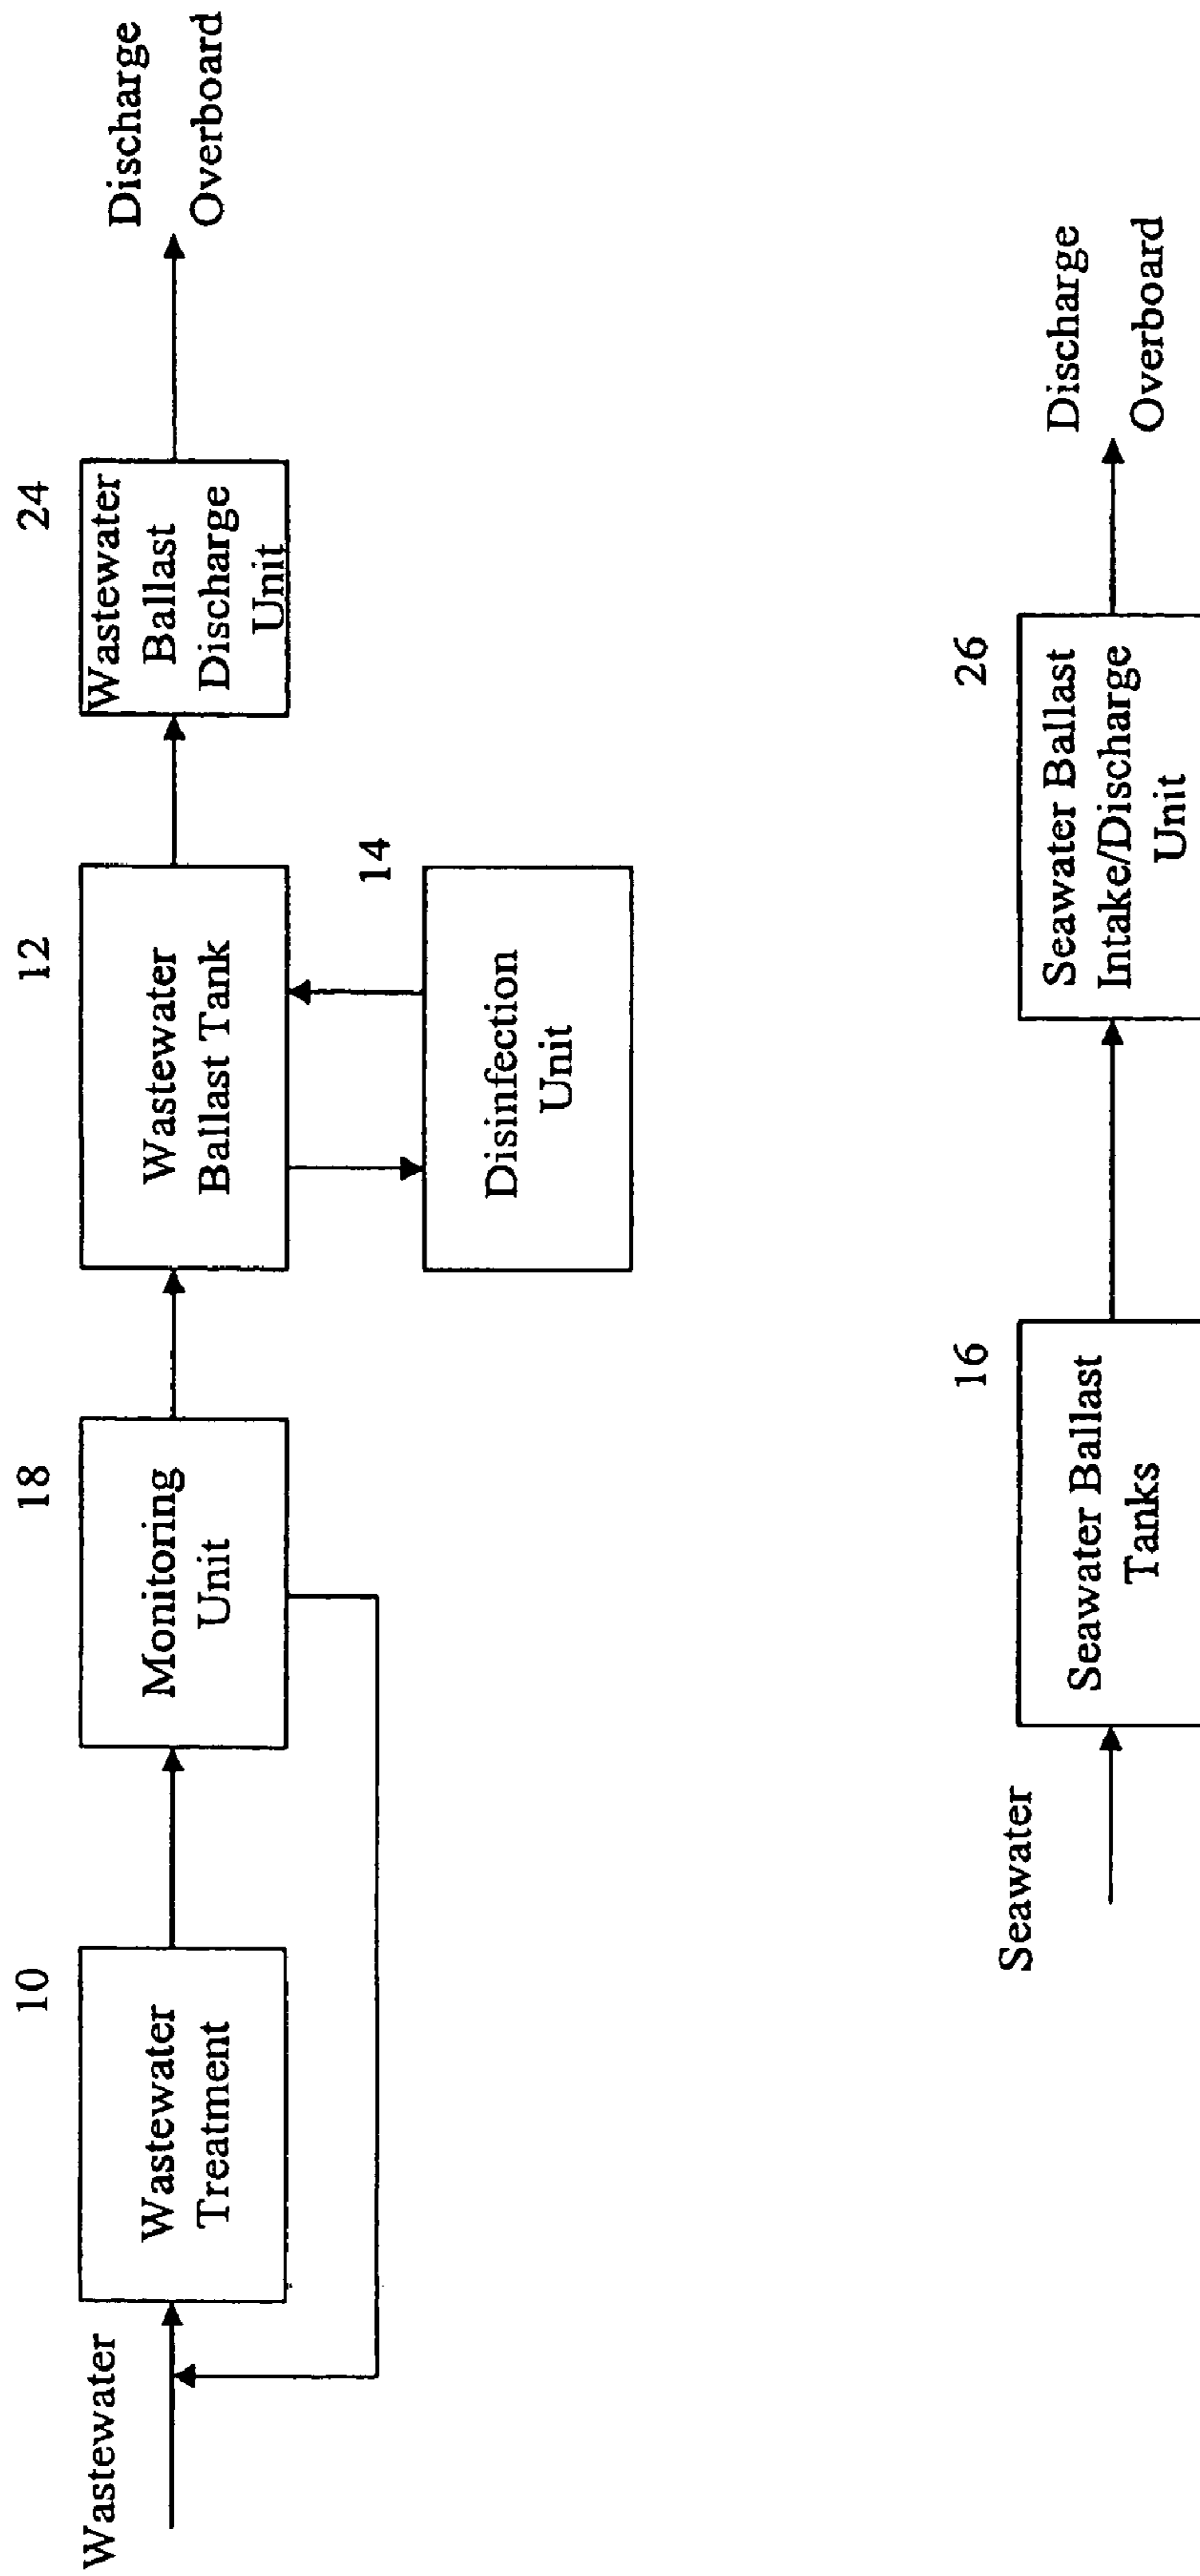 Wastewater
10
Wastewater
Treatment
18
Monitoring
Unit
12
Wastewater
Ballast Tank
14
Disinfection
Unit
24
Wastewater
Ballast
Discharge
Unit
Discharge
Overboard
Seawater
16
Seawater Ballast
Tanks
26
Seawater Ballast
Intake/Discharge
Unit
Discharge
Overboard